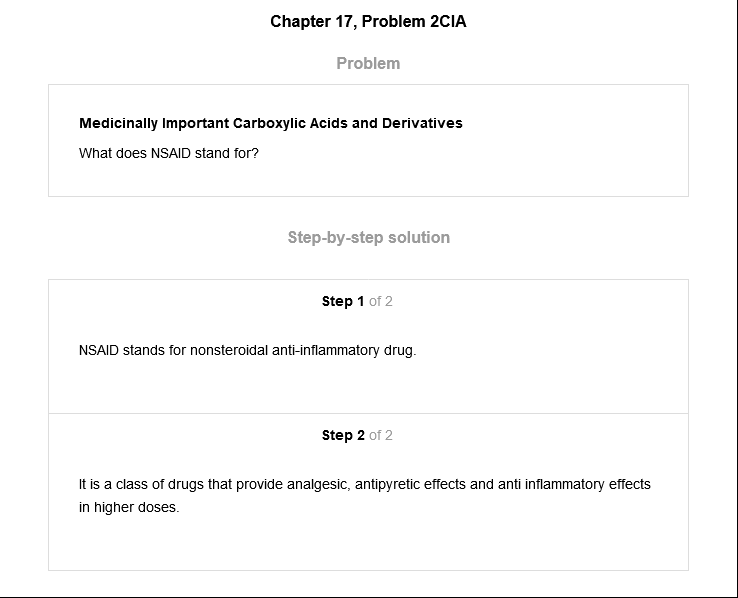 Chapter 17, Problem 2CIA
Problem
Medicinally Important Carboxylic Acids and Derivatives
What does NSAID stand for?
Step-by-step solution
Step 1 of 2
NSAID stands for nonsteroidal anti-inflammatory drug.
Step 2 of 2
It is a class of drugs that provide analgesic, antipyretic effects and anti inflammatory effects
in higher doses.